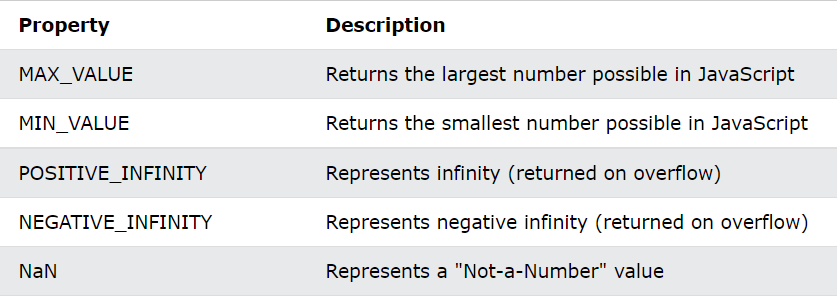 Property Description
MAX_VALUE Returns the largest number possible in JavaScript
MIN_VALUE Returns the smallest number possible in JavaScript
POSITIVE_INFINITY Represents infinity (returned on overflow)
NEGATIVE_INFINITY Represents negative infinity (returned on overflow)
NaN Represents a "Not-a-Number" value